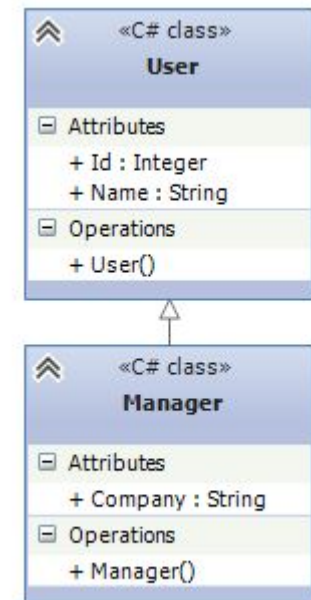 «C# class»
User
Attributes
+ Id : Integer
+ Name : String
Operations
+ User()
«C# class»
Manager
Attributes
+ Company : String
Operations
+ Manager()